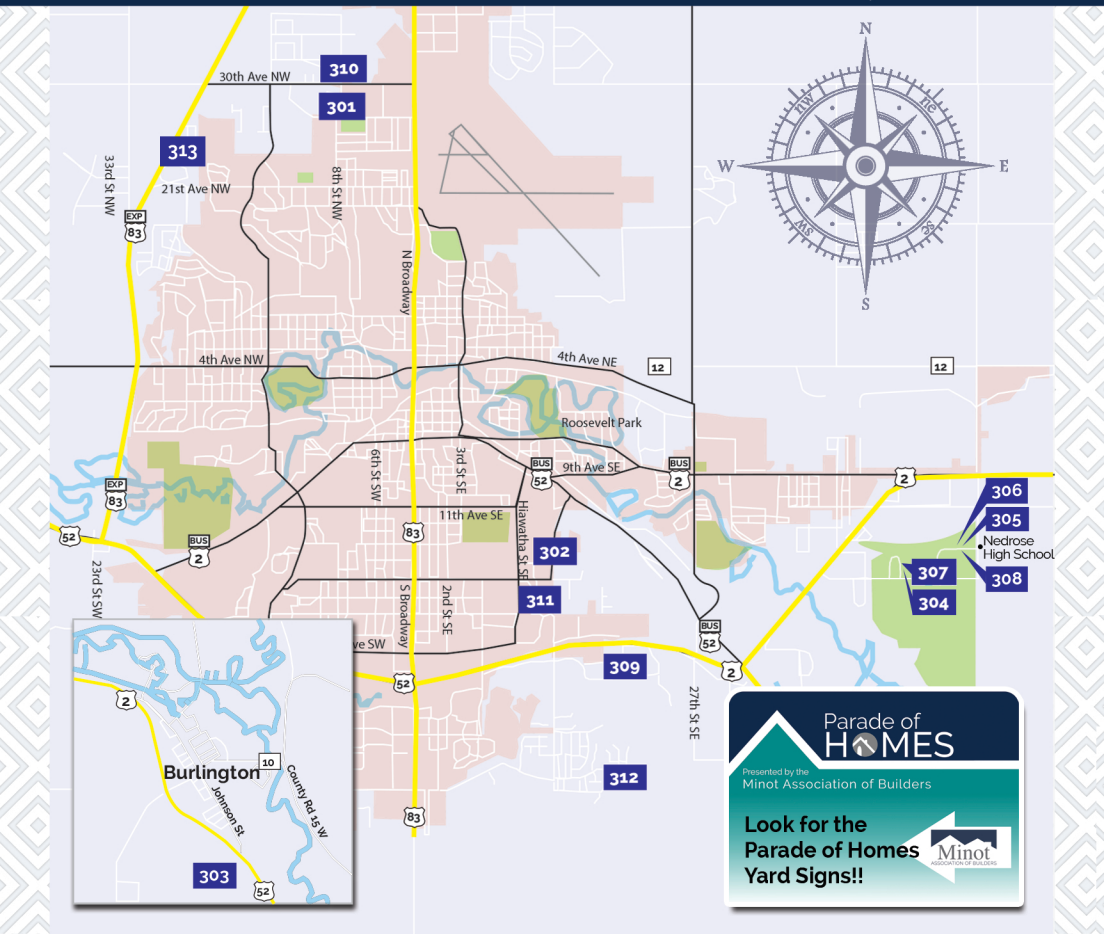 N
nw
ne
W
E
sw
se
S
310
30th Ave NW
301
313
33rd St NW
21st Ave NW
8th St NW
EXP
83
N Broadway
4th Ave NW
4th Ave NE
12
12
Roosevelt Park
6th St SW
3rd St SE
BUS
52
9th Ave SE
BUS
2
2
EXP
83
306
305
Nedrose
High School
307
308
304
11th Ave SE
Hiawatha St SE
52
BUS
2
83
302
23rd St SW
S Broadway
2nd St SE
311
ve SW
BUS
52
309
2
52
27th St SE
312
83
2
Burlington
10
Johnson St
County Rd 15 W
303
52
Parade of
HOMES
Presented by the
Minot Association of Builders
Look for the
Parade of Homes
Yard Signs!!
Minot
ASSOCIATION OF BUILDERS